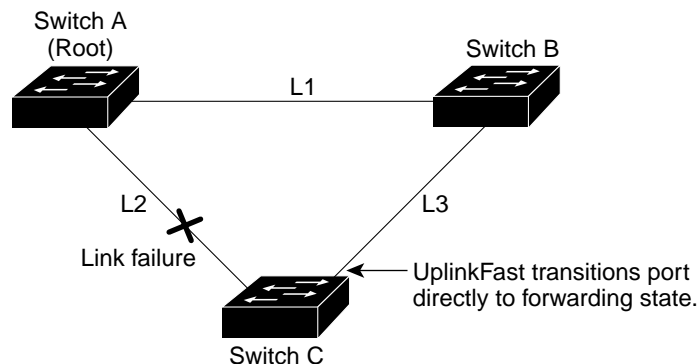 Switch A
(Root)
Switch B
L1
L2
L3
Link failure
UplinkFast transitions port
directly to forwarding state.
Switch C